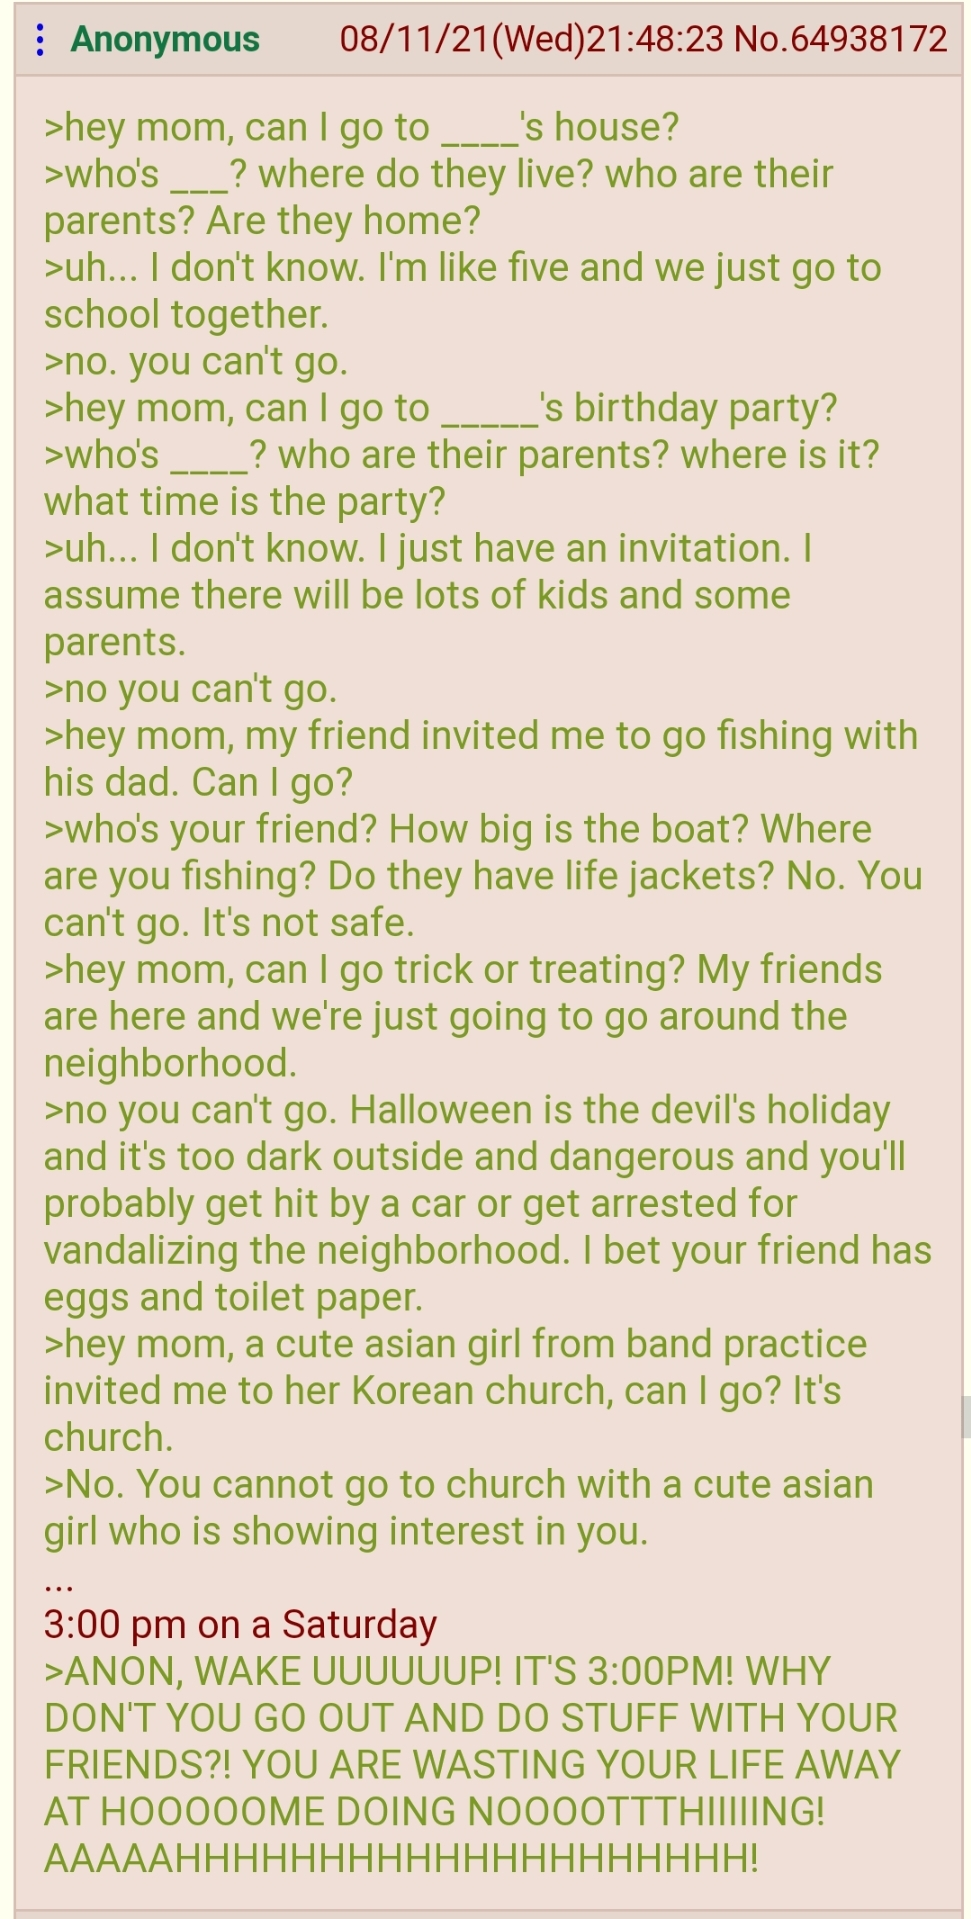 Anonymous 08/11/21(Wed)21:48:23 No.64938172
>hey mom, can I go to ____'s house?
>who's ___? where do they live? who are their
parents? Are they home?
>uh... I don't know. I'm like five and we just go to
school together.
>no. you can't go.
>hey mom, can I go to _____'s birthday party?
>who's ____? who are their parents? where is it?
what time is the party?
>uh... I don't know. I just have an invitation. I
assume there will be lots of kids and some
parents.
>no you can't go.
>hey mom, my friend invited me to go fishing with
his dad. Can I go?
>who's your friend? How big is the boat? Where
are you fishing? Do they have life jackets? No. You
can't go. It's not safe.
>hey mom, can I go trick or treating? My friends
are here and we're just going to go around the
neighborhood.
>no you can't go. Halloween is the devil's holiday
and it's too dark outside and dangerous and you'll
probably get hit by a car or get arrested for
vandalizing the neighborhood. I bet your friend has
eggs and toilet paper.
>hey mom, a cute asian girl from band practice
invited me to her Korean church, can I go? It's
church.
>No. You cannot go to church with a cute asian
girl who is showing interest in you.
...
3:00 pm on a Saturday
>ANON, WAKE UUUUUUP! IT'S 3:00PM! WHY
DON'T YOU GO OUT AND DO STUFF WITH YOUR
FRIENDS?! YOU ARE WASTING YOUR LIFE AWAY
AT HOOOOOME DOING NOOOOTTTHIIIIING!
AAAAAHHHHHHHHHHHHHHHHHHHH!